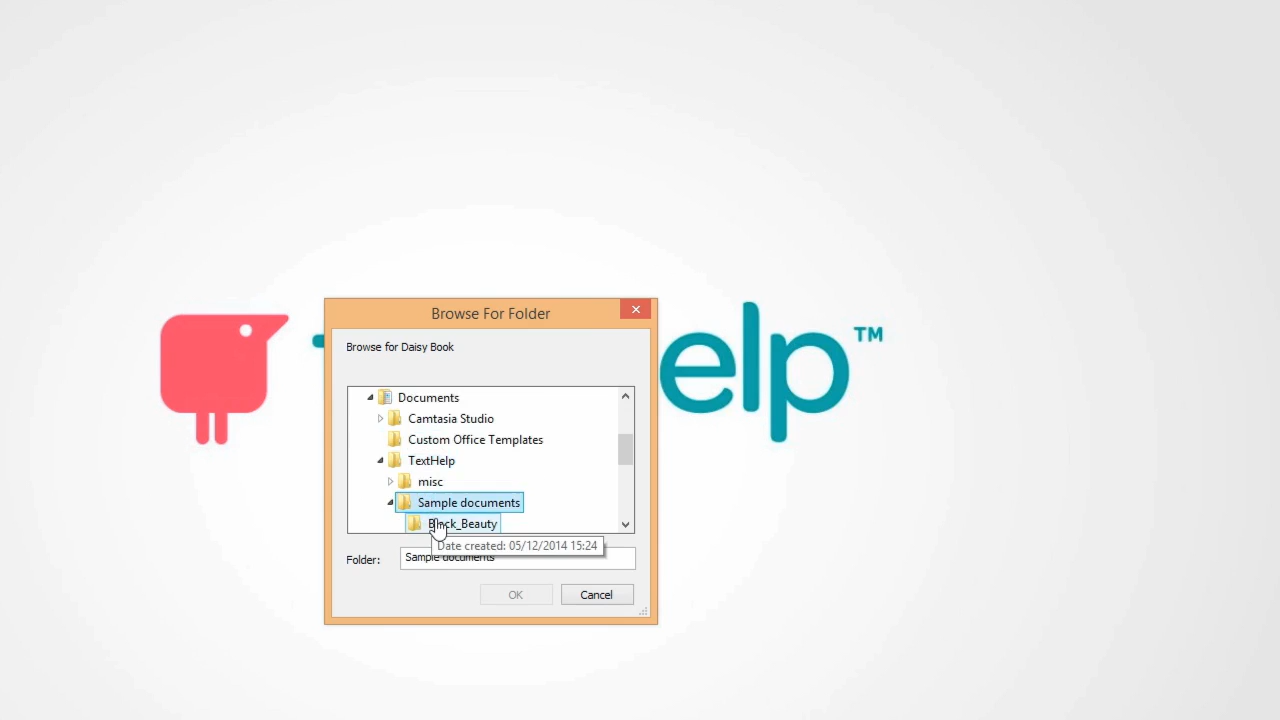 Browse For Folder
Browse for Daisy Book
Documents
Camtasia Studio
Custom Office Templates
TextHelp
misc
Sample documents
Black_Beauty
Date created: 05/12/2014 15:24
Folder:
Sample documents
OK
Cancel
elp™